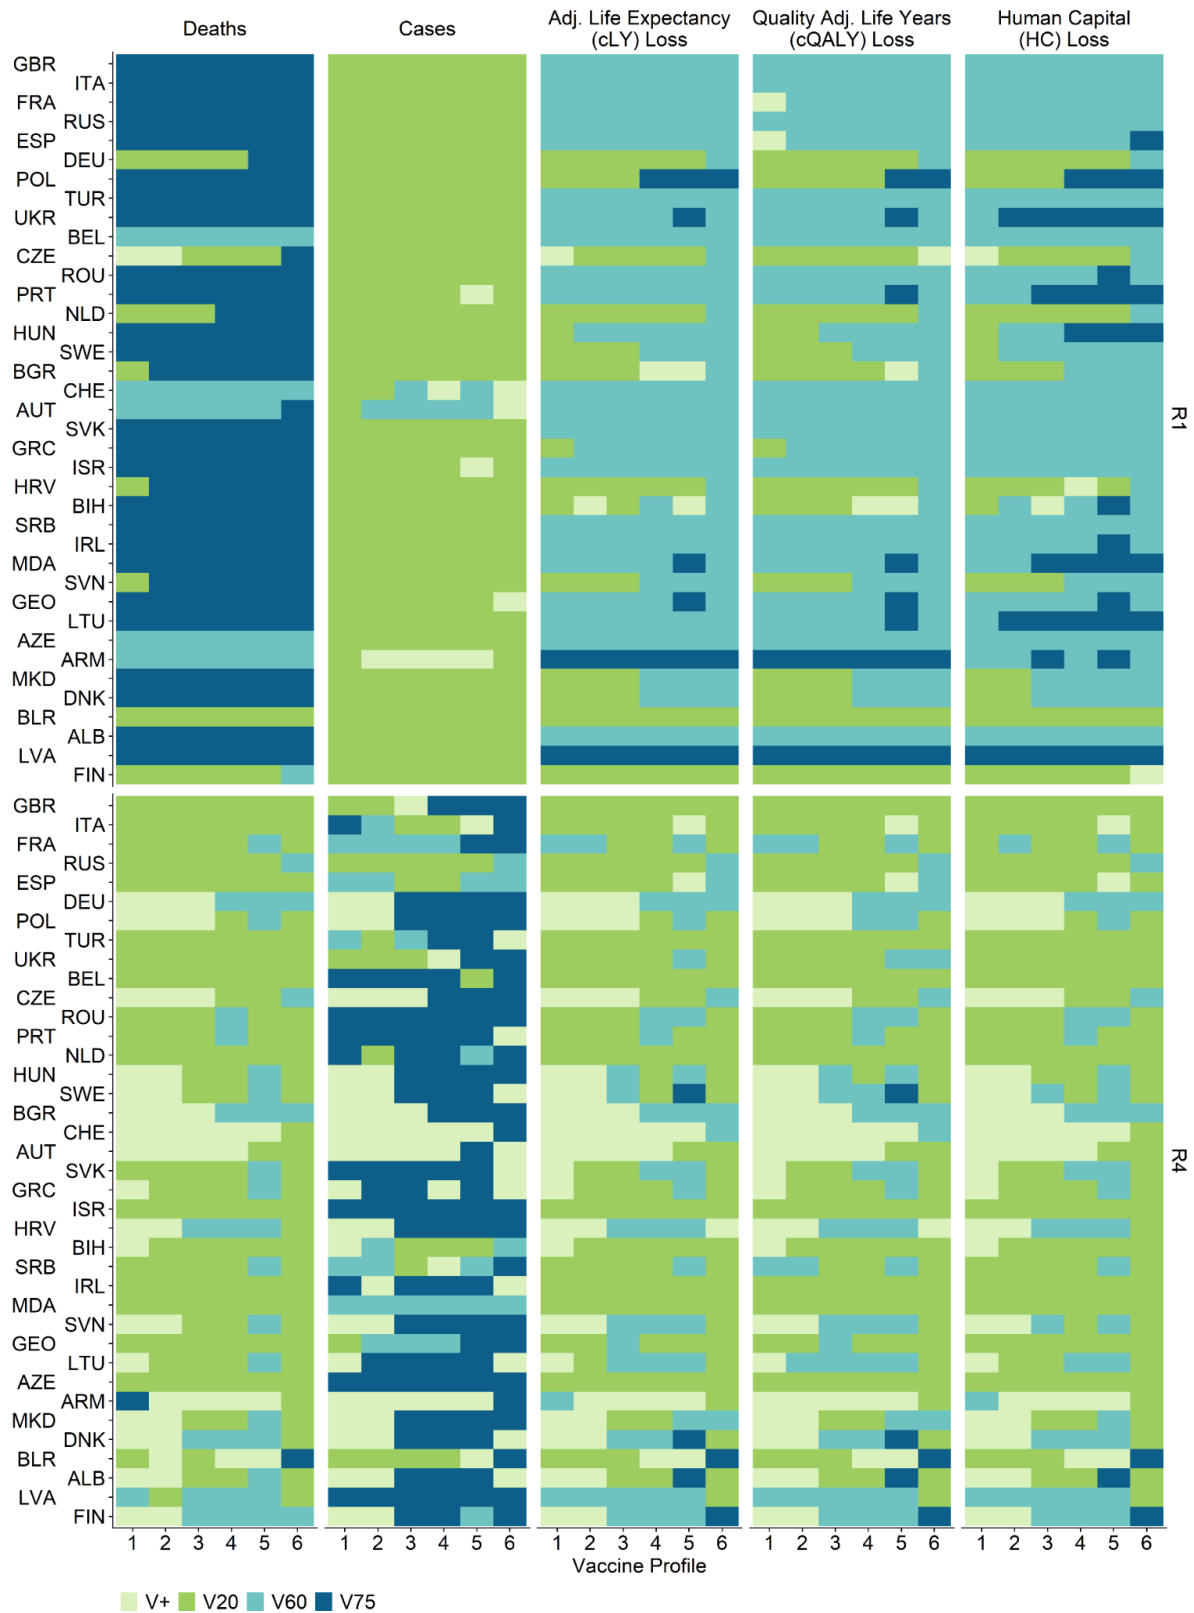 Deaths
Cases
Adj. Life Expectancy
(cLY) Loss
Quality Adj. Life Years
(cQALY) Loss
Human Capital
(HC) Loss
GBR
ITA
FRA
RUS
ESP
DEU
POL
TUR
UKR
BEL
CZE
ROU
PRT
NLD
HUN
SWE
BGR
CHE
AUT
SVK
GRC
ISR
HRV
BIH
SRB
IRL
MDA
SVN
GEO
LTU
AZE
ARM
MKD
DNK
BLR
ALB
LVA
FIN
R1
GBR
ITA
FRA
RUS
ESP
DEU
POL
TUR
UKR
BEL
CZE
ROU
PRT
NLD
HUN
SWE
BGR
CHE
AUT
SVK
GRC
ISR
HRV
BIH
SRB
IRL
MDA
SVN
GEO
LTU
AZE
ARM
MKD
DNK
BLR
ALB
LVA
FIN
R4
1 2 3 4 5 6 1 2 3 4 5 6 1 2 3 4 5 6 1 2 3 4 5 6 1 2 3 4 5 6
Vaccine Profile
V+ V20 V60 V75